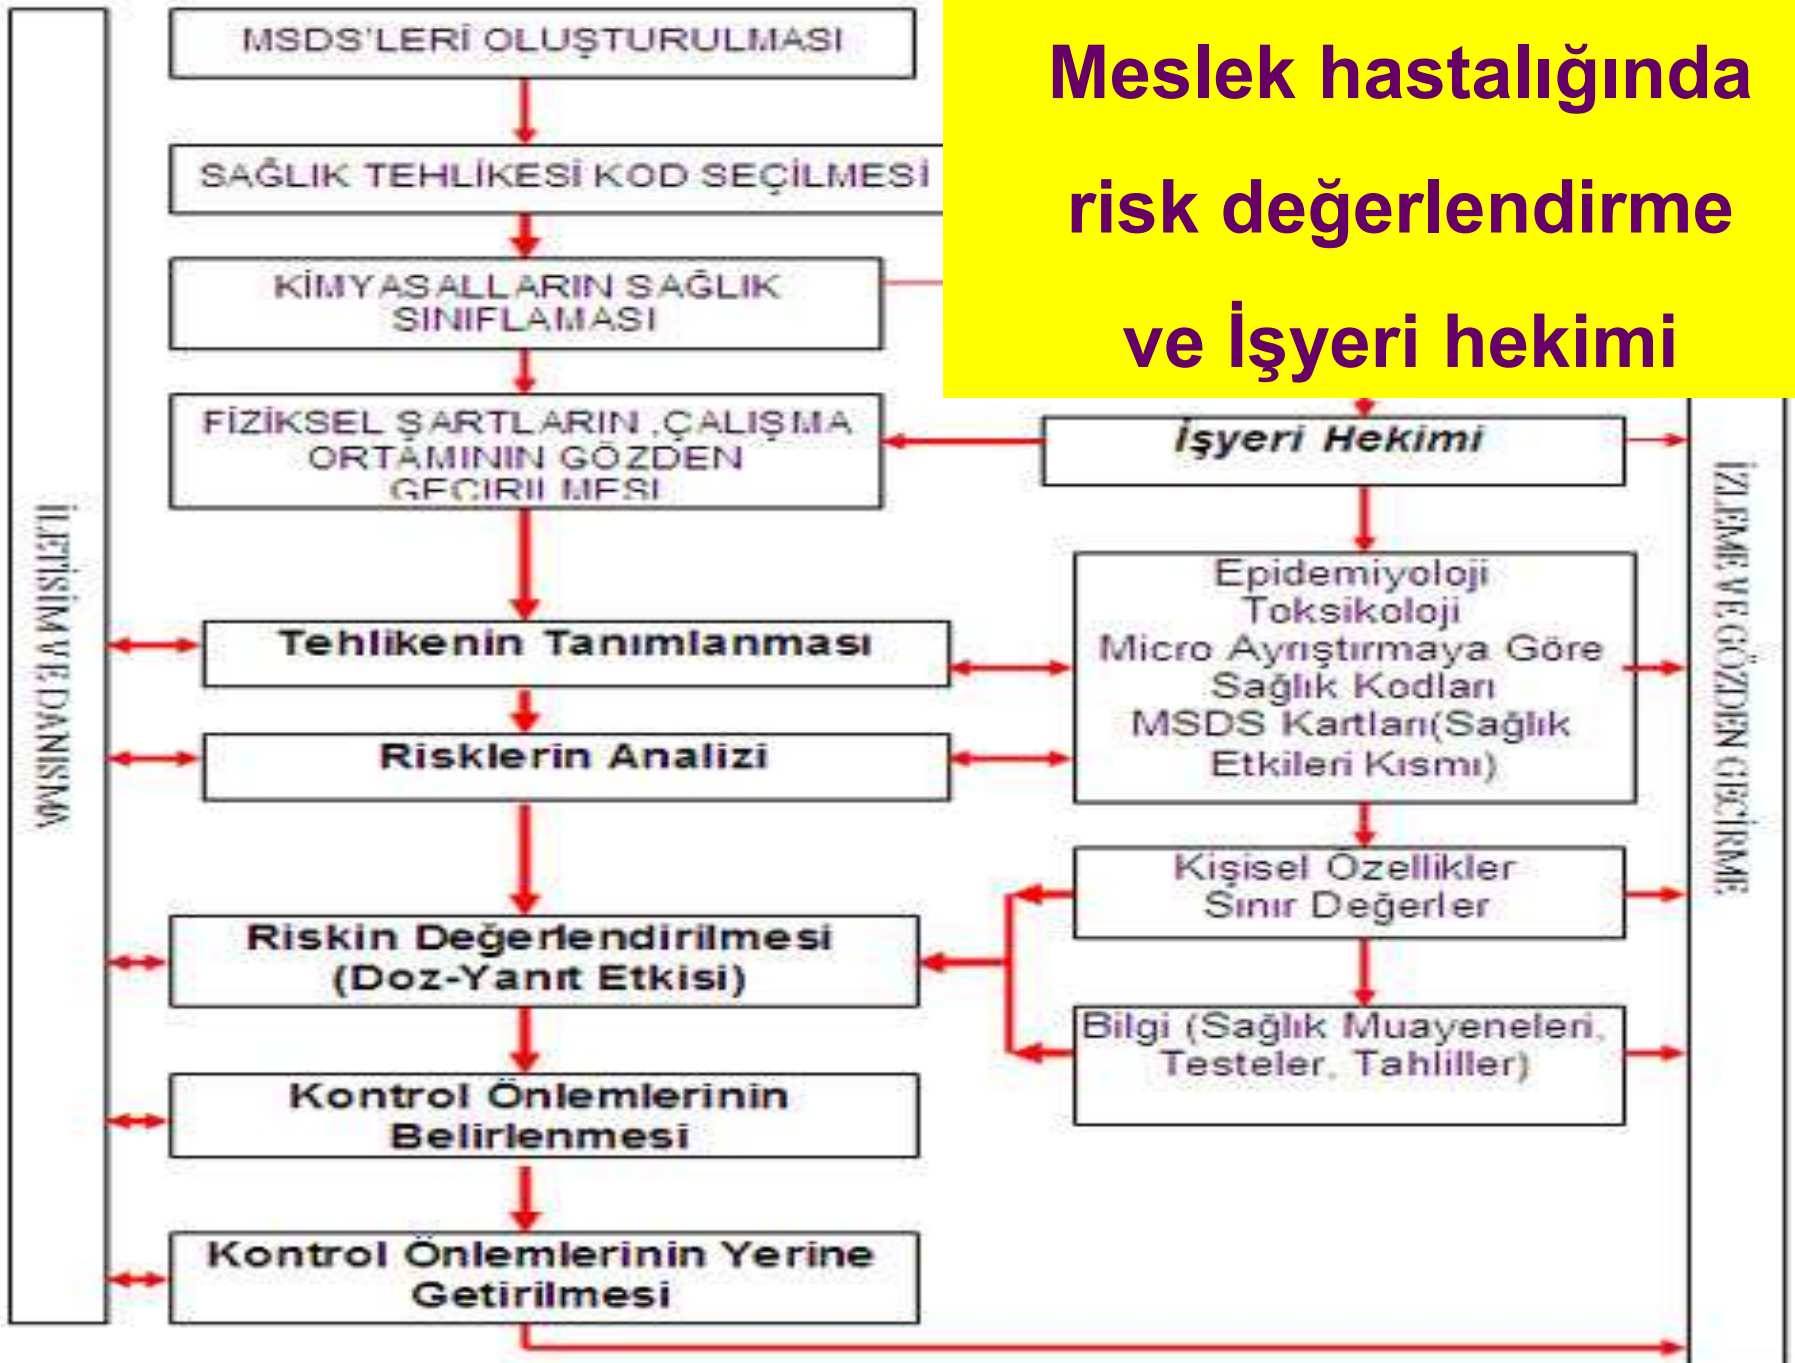 Meslek hastalığında
risk değerlendirme
ve İşyeri hekimi
MSDS'LERİ OLUŞTURULMASI
SAĞLIK TEHLİKESİ KOD SEÇİLMESİ
KİMYASALLARIN SAĞLIK
SINIFLAMASI
FİZİKSEL ŞARTLARIN ,ÇALIŞMA
ORTAMININ GÖZDEN
GEÇİRİLMESİ
Tehlikenin Tanımlanması
Risklerin Analizi
Riskin Değerlendirilmesi
(Doz-Yanıt Etkisi)
Kontrol Önlemlerinin
Belirlenmesi
Kontrol Önlemlerinin Yerine
Getirilmesi
İşyeri Hekimi
Epidemiyoloji
Toksikoloji
Micro Ayrıştırmaya Göre
Sağlık Kodları
MSDS Kartları(Sağlık
Etkileri Kısmı)
Kişisel Özellikler
Sınır Değerler
Bilgi (Sağlık Muayeneleri,
Testeler, Tahliller)
İLETİSİM VE DANISMA
İZLEME VE GÖZDEN GECİRME